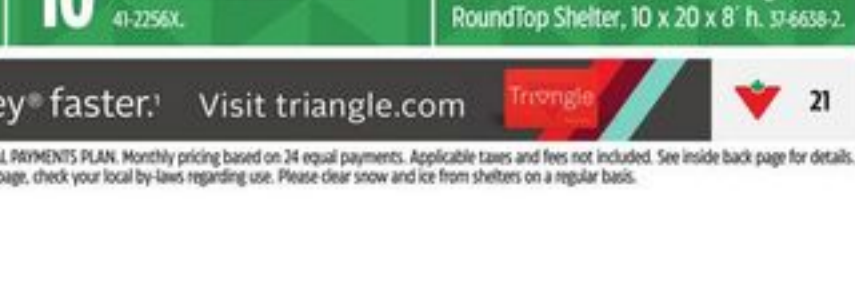 10 41-2256X.
RoundTop Shelter, 10 x 20 x 8' h. 37-6638-2.
ey® faster.¹ Visit triangle.com Triangle 21
L PAYMENTS PLAN. Monthly pricing based on 24 equal payments. Applicable taxes and fees not included. See inside back page for details.
page, check your local by-laws regarding use. Please clear snow and ice from shelters on a regular basis.